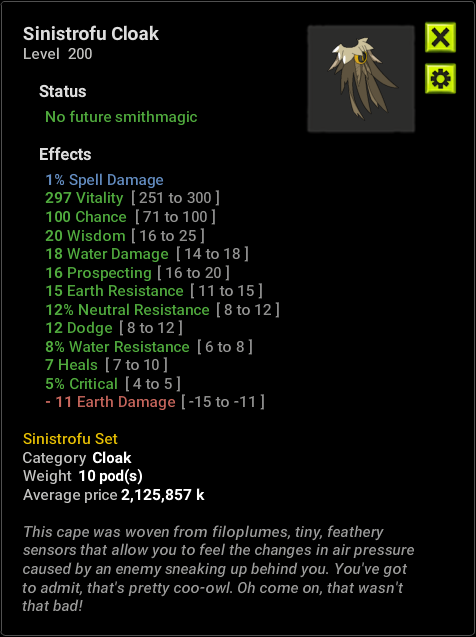 Sinistrofu Cloak
Level 200
Status
No future smithmagic
Effects
1% Spell Damage
297 Vitality [ 251 to 300 ]
100 Chance [ 71 to 100 ]
20 Wisdom [ 16 to 25 ]
18 Water Damage [ 14 to 18 ]
16 Prospecting [ 16 to 20 ]
15 Earth Resistance [ 11 to 15 ]
12% Neutral Resistance [ 8 to 12 ]
12 Dodge [ 8 to 12 ]
8% Water Resistance [ 6 to 8 ]
7 Heals [ 7 to 10 ]
5% Critical [ 4 to 5 ]
- 11 Earth Damage [ -15 to -11 ]
Sinistrofu Set
Category Cloak
Weight 10 pod(s)
Average price 2,125,857 k
This cape was woven from filoplumes, tiny, feathery
sensors that allow you to feel the changes in air pressure
caused by an enemy sneaking up behind you. You've got
to admit, that's pretty coo-owl. Oh come on, that wasn't
that bad!